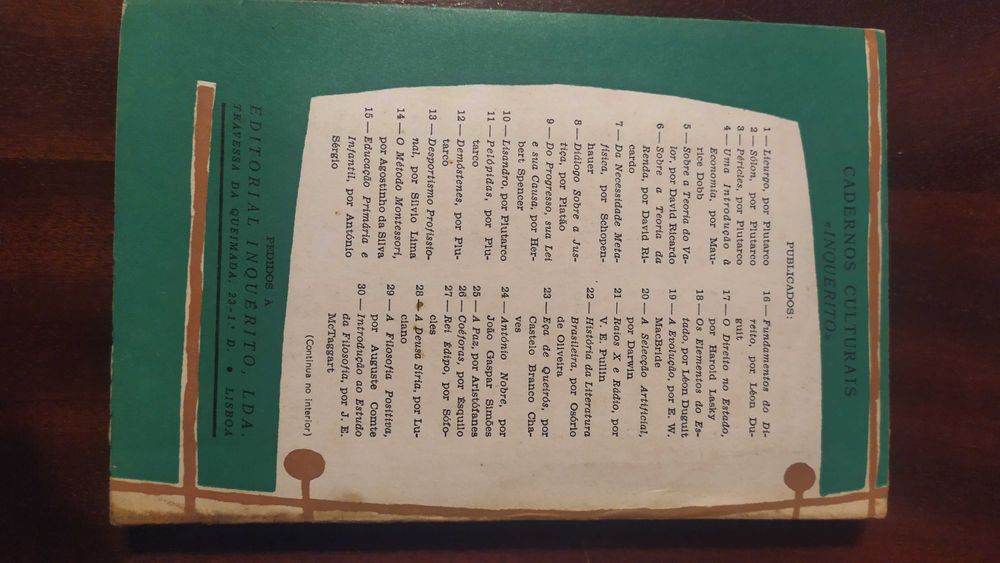 CADERNOS CULTURAIS
«INQUÉRITO»
PUBLICADOS:
1 — Licurgo, por Plutarco
2 — Sólon, por Plutarco
3 — Péricles, por Plutarco
4 — Uma Introdução à
Economia, por Mau-
rice Dobb
5 — Sobre a Teoria do Va-
lor, por David Ricardo
6 — Sobre a Teoria da
Renda, por David Ri-
cardo
7 — Da Necessidade Meta-
física, por Schopen-
hauer
8 — Diálogo Sobre a Jus-
tiça, por Platão
9 — Do Progresso, sua Lei
e sua Causa, por Her-
bert Spencer
10 — Lisandro, por Plutarco
11 — Pelópidas, por Plu-
tarco
12 — Demóstenes, por Plu-
tarco
13 — Desportismo Profissio-
nal, por Sílvio Lima
14 — O Método Montessori,
por Agostinho da Silva
15 — Educação Primária e
Infantil, por António
Sérgio
16 — Fundamentos do Di-
reito, por Léon Du-
guit
17 — O Direito no Estado,
por Harold Lasky
18 — Os Elementos do Es-
tado, por Léon Duguit
19 — A Evolução, por E. W.
MacBride
20 — A Selecção Artificial,
por Darwin
21 — Raios X e Rádio, por
V. E. Pullin
22 — História da Literatura
Brasileira, por Osório
de Oliveira
23 — Eça de Queirós, por
Castelo Branco Cha-
ves
24 — António Nobre, por
João Gaspar Simões
25 — A Paz, por Aristófanes
26 — Coéforas, por Esquilo
27 — Rei Édipo, por Sófo-
cles
28 — A Deusa Síria, por Lu-
ciano
29 — A Filosofia Positiva,
por Auguste Comte
30 — Introdução ao Estudo
da Filosofia, por J. E.
McTaggart
(Continua no interior)
PEDIDOS À
EDITORIAL INQUÉRITO, LDA.
TRAVESSA DA QUEIMADA, 23-1.º D. ● LISBOA